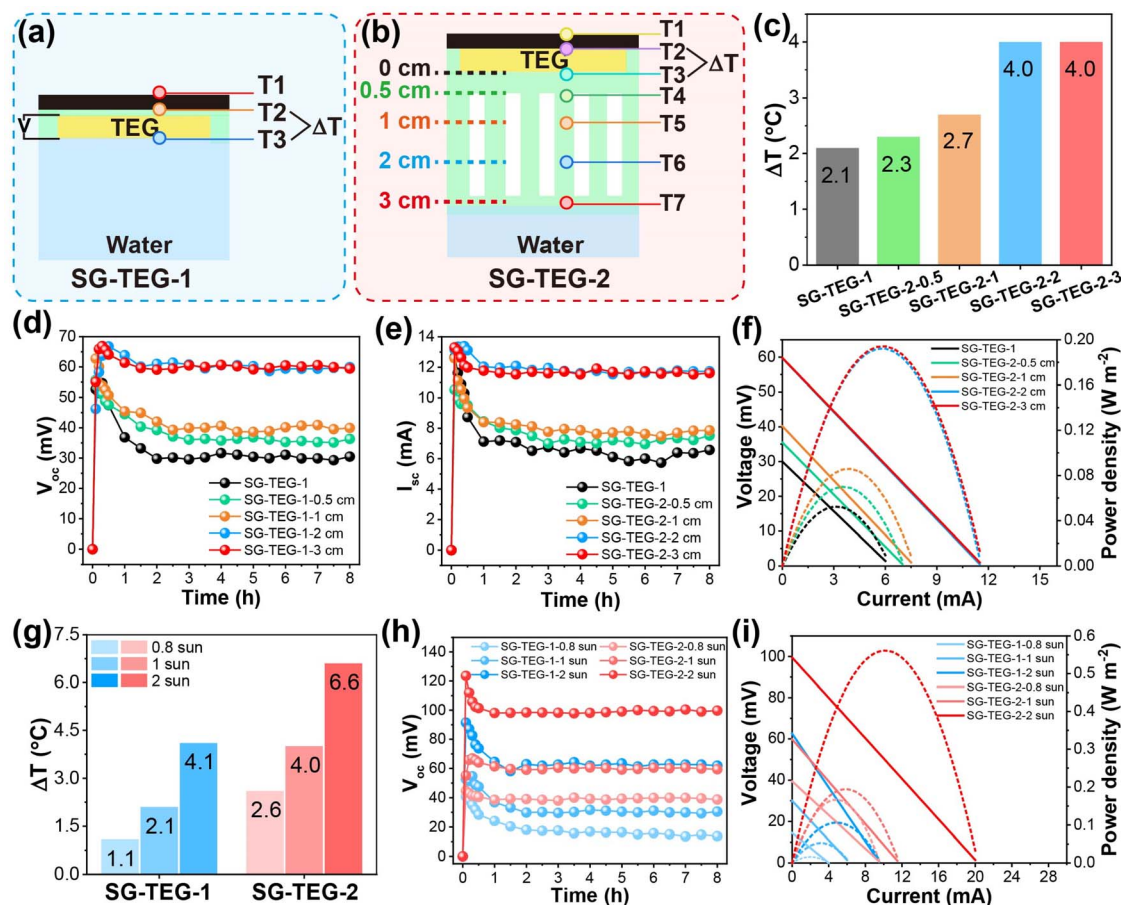 (a)
T1
T2
T3
ΔT
V
TEG
Water
SG-TEG-1
(b)
T1
T2
T3
ΔT
T4
T5
T6
T7
TEG
0 cm
0.5 cm
1 cm
2 cm
3 cm
Water
SG-TEG-2
(c)
ΔT (°C)
4
2
0
2.1
2.3
2.7
4.0
4.0
SG-TEG-1
SG-TEG-2-0.5
SG-TEG-2-1
SG-TEG-2-2
SG-TEG-2-3
(d)
Voc (mV)
70
60
50
40
30
20
10
0
SG-TEG-1
SG-TEG-1-0.5 cm
SG-TEG-1-1 cm
SG-TEG-1-2 cm
SG-TEG-1-3 cm
0 1 2 3 4 5 6 7 8
Time (h)
(e)
Isc (mA)
14
12
10
8
6
4
2
0
SG-TEG-1
SG-TEG-2-0.5 cm
SG-TEG-2-1 cm
SG-TEG-2-2 cm
SG-TEG-2-3 cm
0 1 2 3 4 5 6 7 8
Time (h)
(f)
Voltage (mV)
60
50
40
30
20
10
0
SG-TEG-1
SG-TEG-2-0.5 cm
SG-TEG-2-1 cm
SG-TEG-2-2 cm
SG-TEG-2-3 cm
0.20
0.16
0.12
0.08
0.04
0.00
Power density (W m-2)
0 3 6 9 12 15
Current (mA)
(g)
ΔT (°C)
7.5
6.0
4.5
3.0
1.5
0.0
0.8 sun
1 sun
2 sun
1.1
2.1
4.1
2.6
4.0
6.6
SG-TEG-1
SG-TEG-2
(h)
Voc (mV)
140
120
100
80
60
40
20
0
SG-TEG-1-0.8 sun
SG-TEG-2-0.8 sun
SG-TEG-1-1 sun
SG-TEG-2-1 sun
SG-TEG-1-2 sun
SG-TEG-2-2 sun
0 1 2 3 4 5 6 7 8
Time (h)
(i)
Voltage (mV)
100
80
60
40
20
0
SG-TEG-1-0.8 sun
SG-TEG-1-1 sun
SG-TEG-1-2 sun
SG-TEG-2-0.8 sun
SG-TEG-2-1 sun
SG-TEG-2-2 sun
0.6
0.5
0.4
0.3
0.2
0.1
0.0
Power density (W m-2)
0 4 8 12 16 20 24 28
Current (mA)